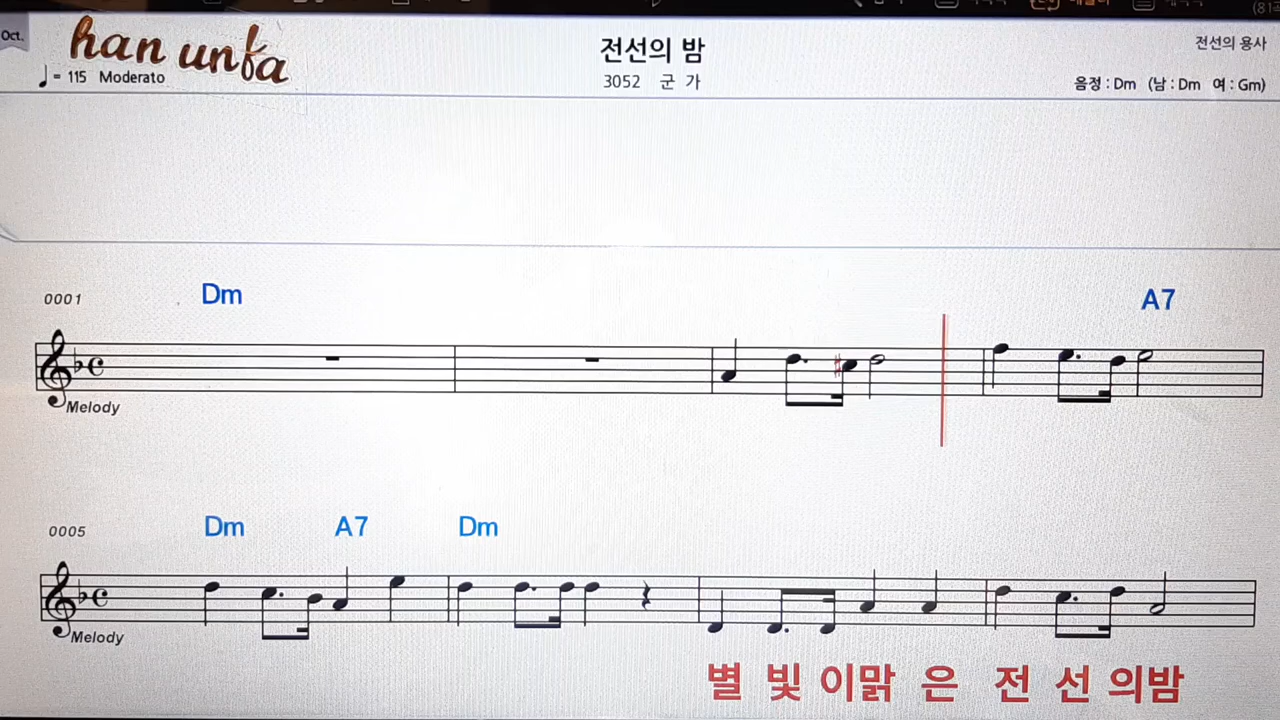 Oct.
han unfa
= 115 Moderato
전선의 밤
3052 군 가
전선의 용사
음정 : Dm (남 : Dm 여 : Gm)
0001
Dm
A7
Melody
0005
Dm A7 Dm
Melody
별 빛 이맑 은 전 선 의밤